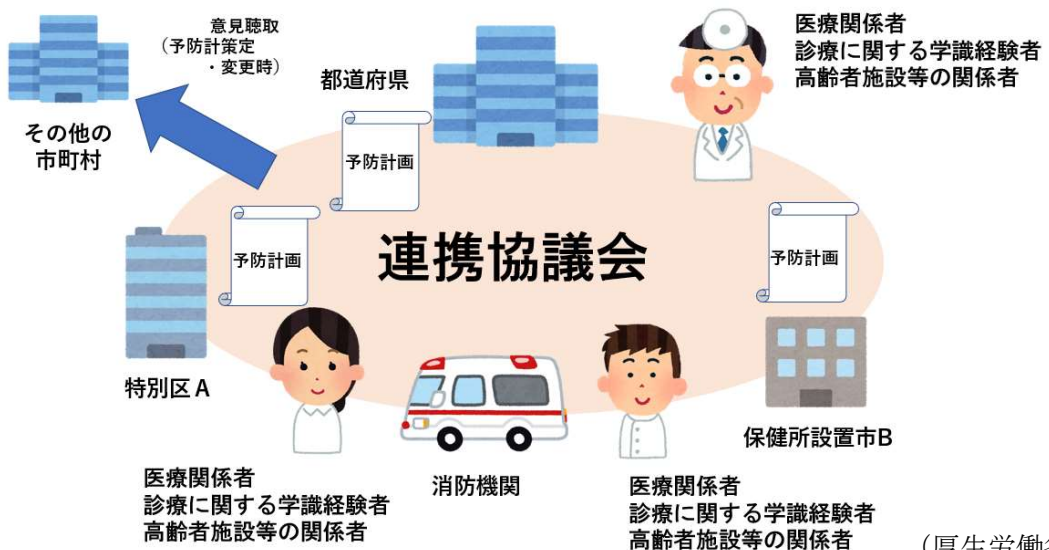 意見聴取
（予防計策定
・変更時）
その他の
市町村
都道府県
予防計画
医療関係者
診療に関する学識経験者
高齢者施設等の関係者
予防計画
連携協議会
予防計画
特別区A
保健所設置市B
医療関係者
診療に関する学識経験者
高齢者施設等の関係者
消防機関
医療関係者
診療に関する学識経験者
高齢者施設等の関係者
（厚生労働